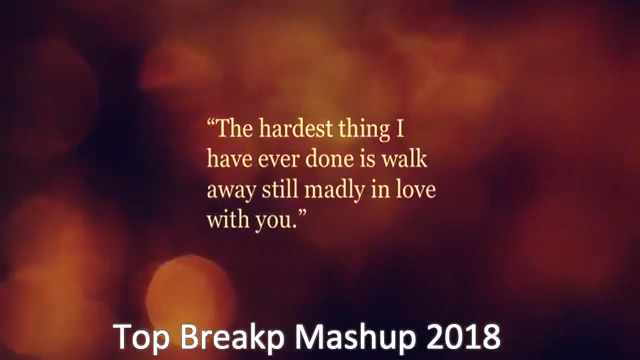 “The hardest thing I
have ever done is walk
away still madly in love
with you.”
Top Breakp Mashup 2018